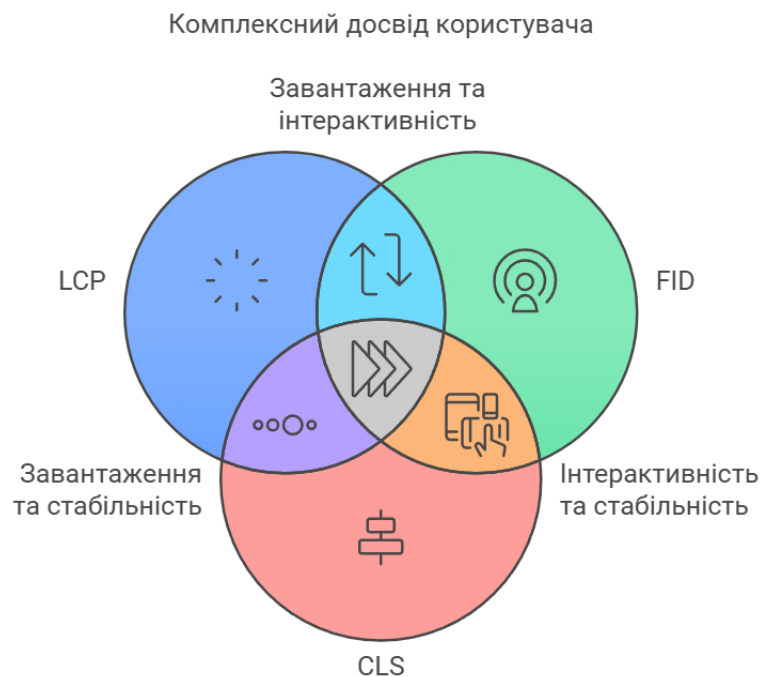 Комплексний досвід користувача
Завантаження та
інтерактивність
LCP
FID
Завантаження
та стабільність
Інтерактивність
та стабільність
CLS